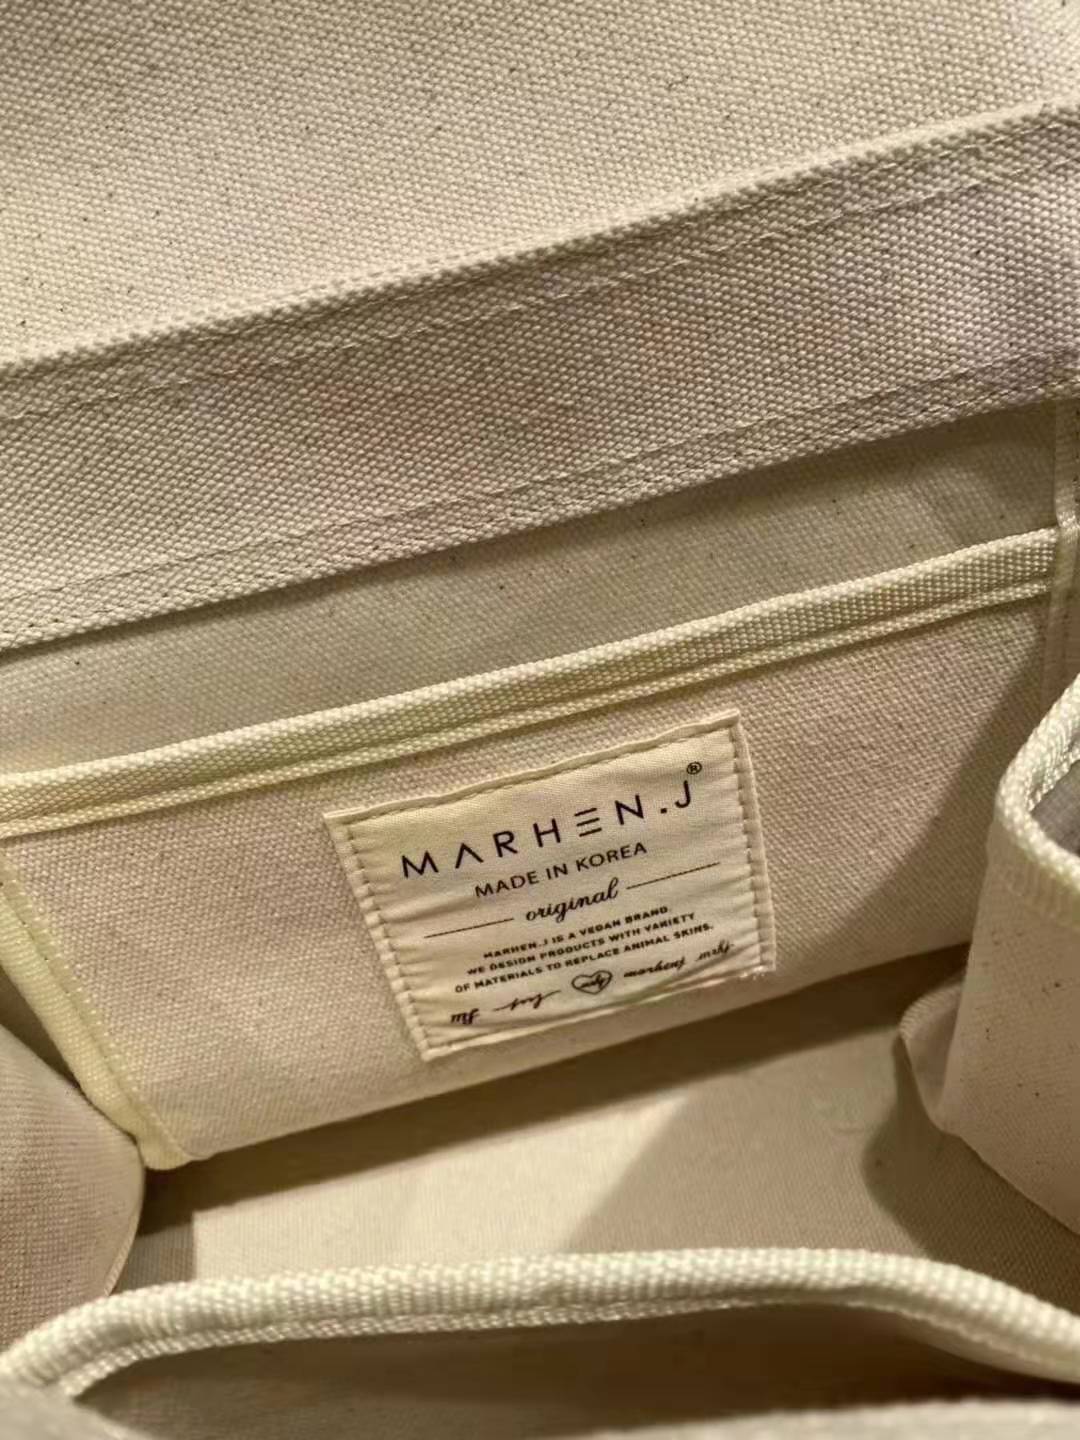 MARHEN.J®
MADE IN KOREA
original
MARHEN.J IS A VEGAN BRAND.
WE DESIGN PRODUCTS WITH VARIETY
OF MATERIALS TO REPLACE ANIMAL SKINS.